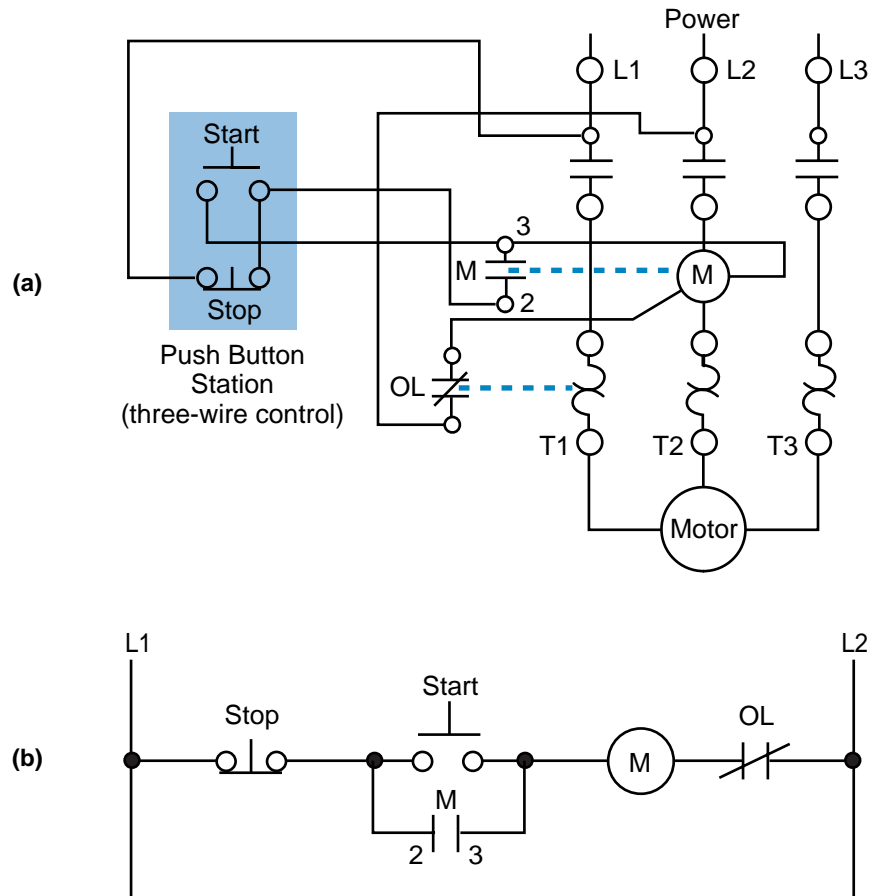 Power
L1
L2
L3
Start
3
M
M
(a)
2
Stop
Push Button
Station
(three-wire control)
OL
T1
T2
T3
Motor
L1
L2
Start
Stop
OL
(b)
M
M
2
3